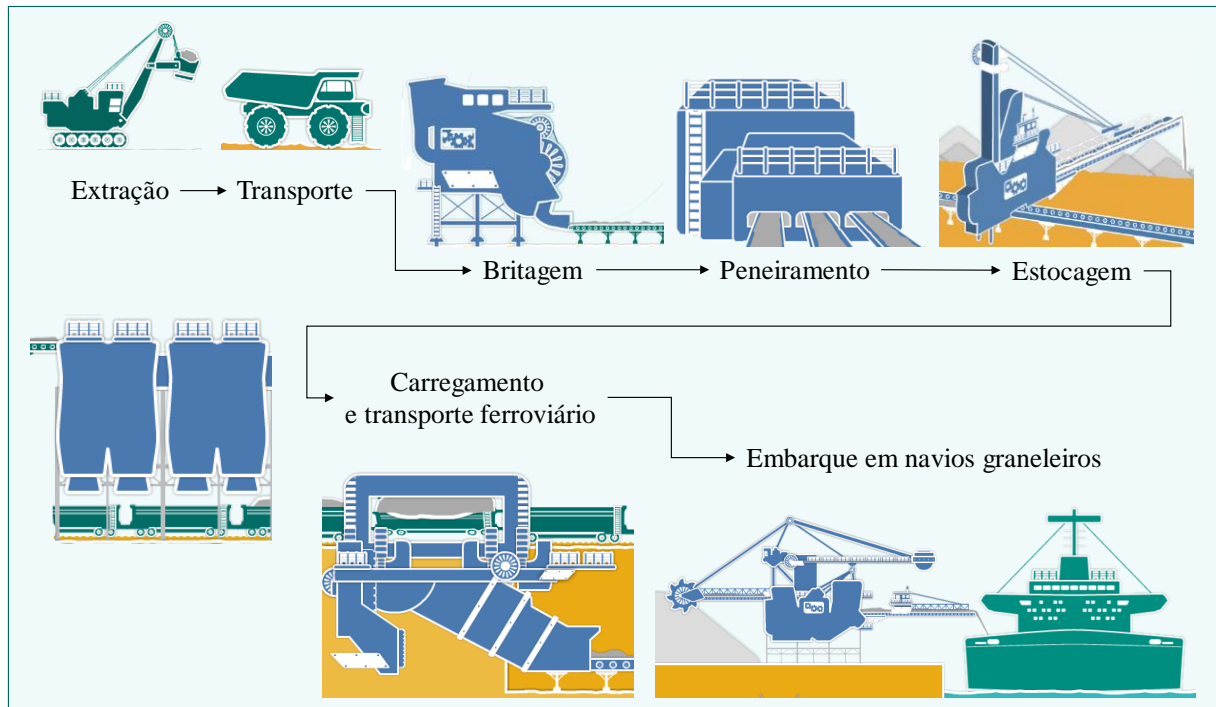 Extração
Transporte
Britagem
Peneiramento
Estocagem
Carregamento
e transporte ferroviário
Embarque em navios graneleiros